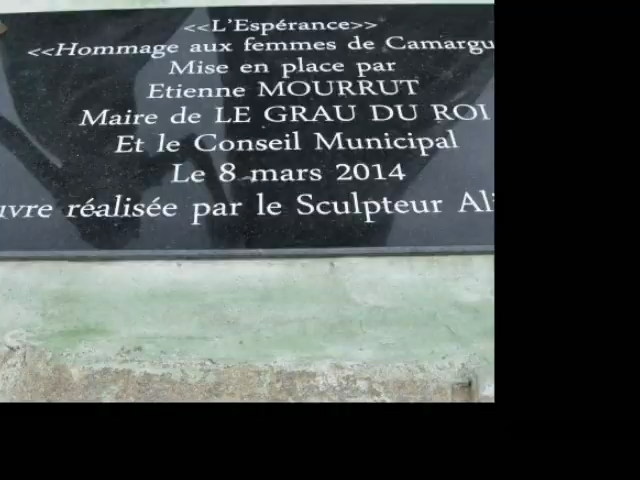 <<L'Espérance>>
<<Hommage aux femmes de Camargu
Mise en place par
Etienne MOURRUT
Maire de LE GRAU DU ROI
Et le Conseil Municipal
Le 8 mars 2014
uvre réalisée par le Sculpteur Ali